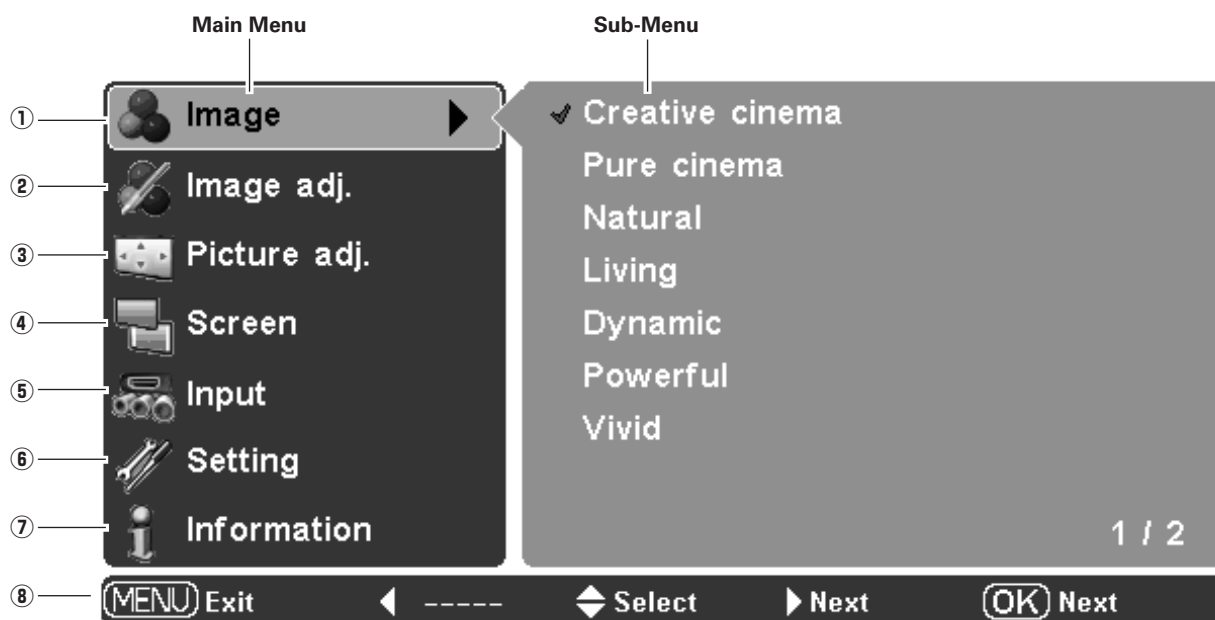 Main Menu
Sub-Menu
① Image
② Image adj.
③ Picture adj.
④ Screen
⑤ Input
⑥ Setting
⑦ Information
Creative cinema
Pure cinema
Natural
Living
Dynamic
Powerful
Vivid
1 / 2
⑧ MENU Exit ----- Select Next OK Next